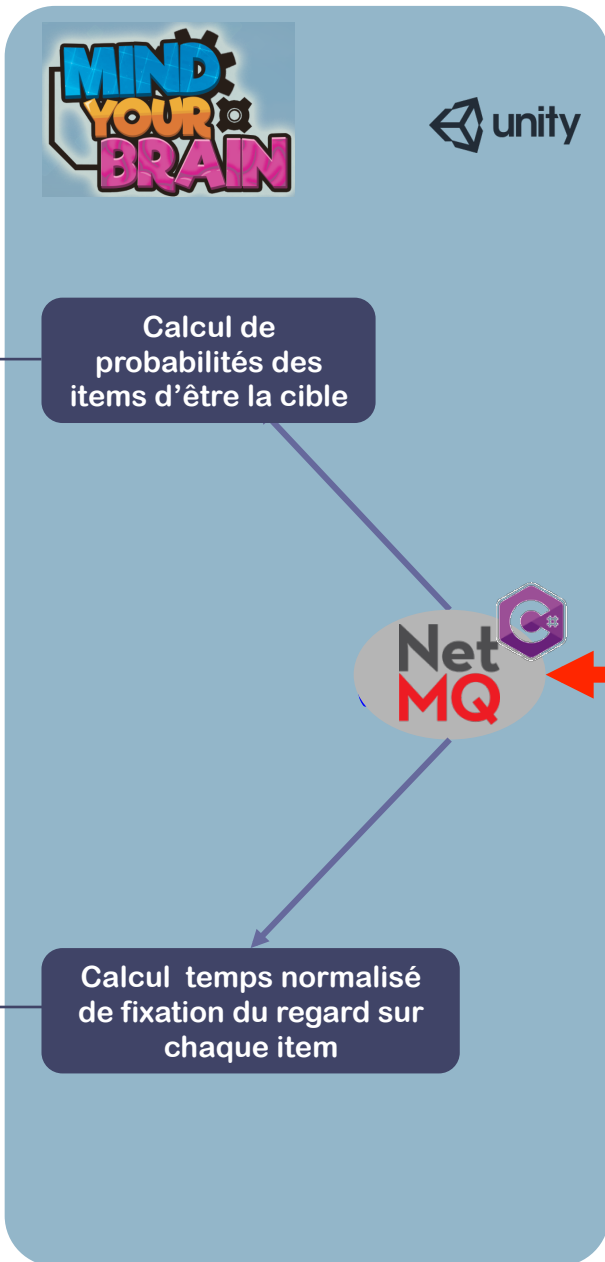 MIND
YOUR
BRAIN
unity
Calcul de
probabilités des
items d'être la cible
C#
Net
MQ
Calcul  temps normalisé
de fixation du regard sur
chaque item